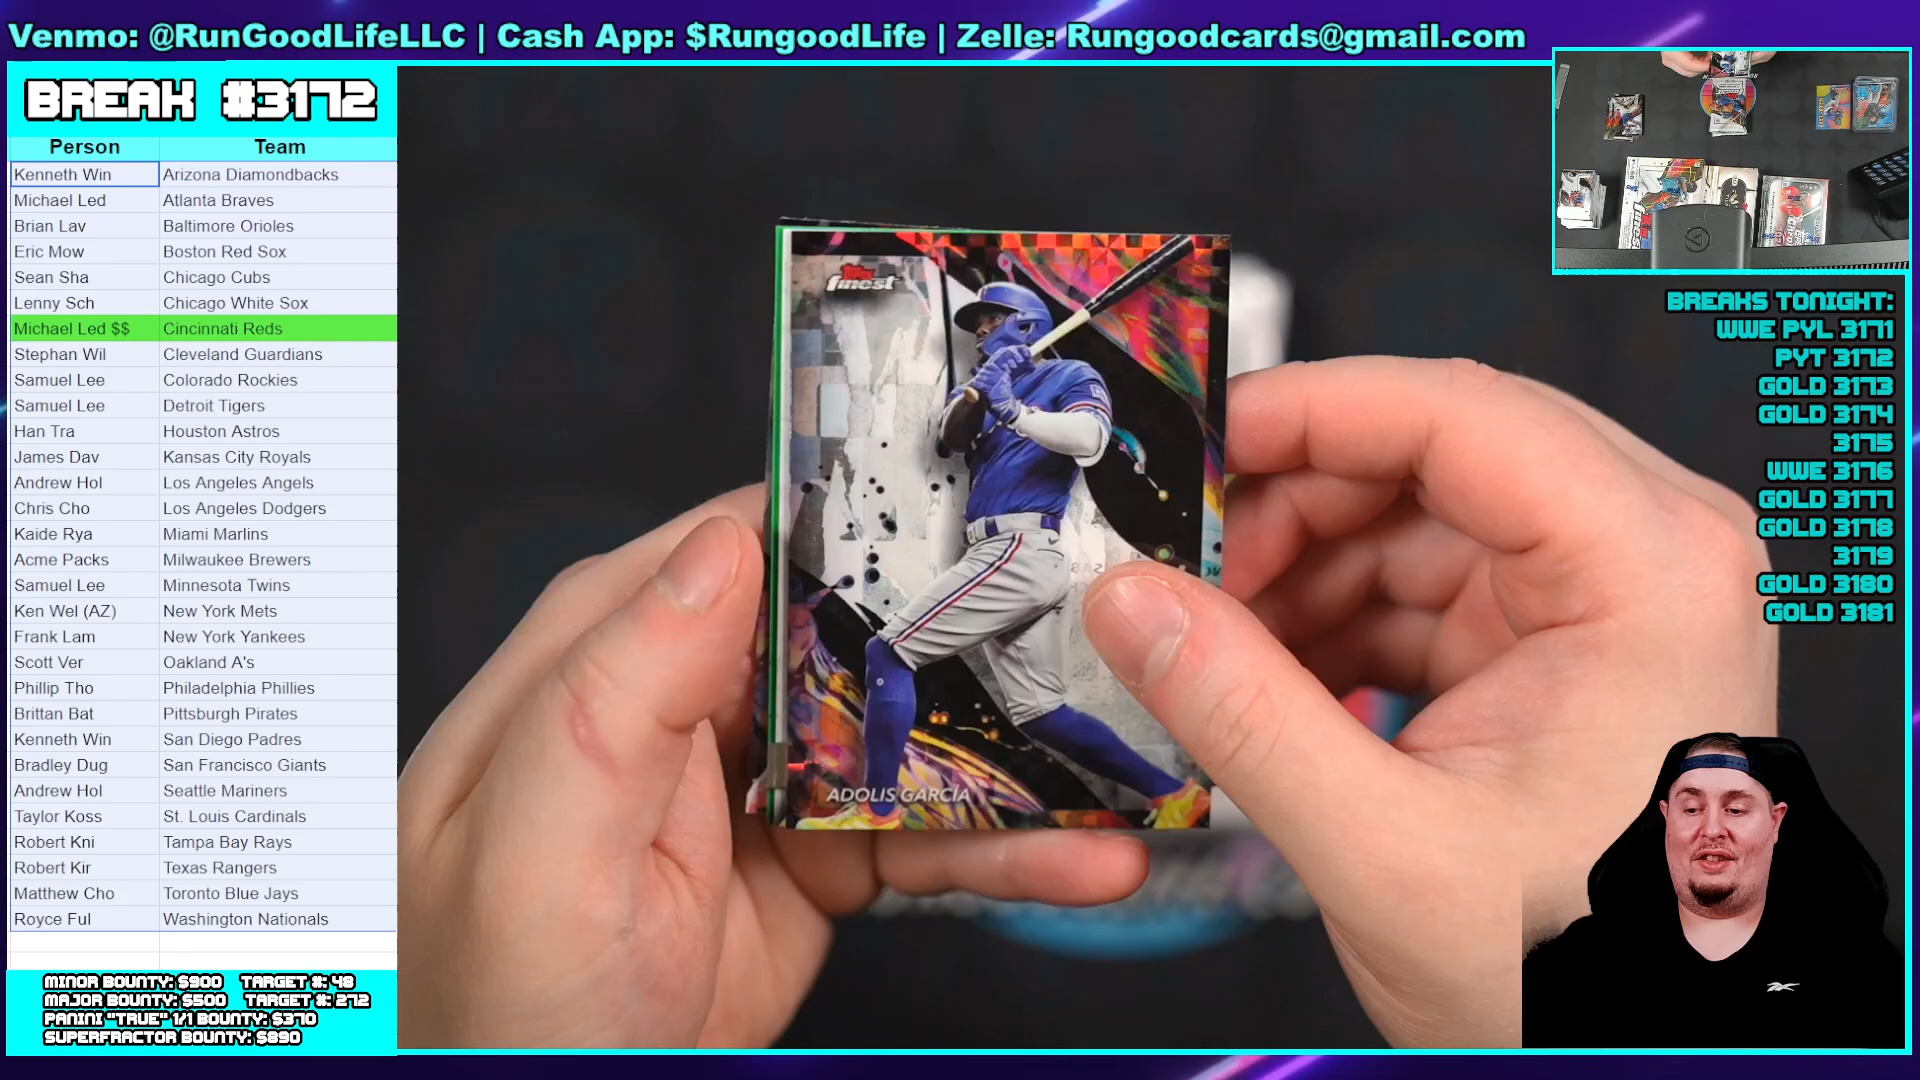 Venmo: @RunGoodLifeLLC | Cash App: $RungoodLife | Zelle: Rungoodcards@gmail.com
BREAK #3172
Person Team
Kenneth Win Arizona Diamondbacks
Michael Led Atlanta Braves
Brian Lav Baltimore Orioles
Eric Mow Boston Red Sox
Sean Sha Chicago Cubs
Lenny Sch Chicago White Sox
Michael Led $$ Cincinnati Reds
Stephan Wil Cleveland Guardians
Samuel Lee Colorado Rockies
Samuel Lee Detroit Tigers
Han Tra Houston Astros
James Dav Kansas City Royals
Andrew Hol Los Angeles Angels
Chris Cho Los Angeles Dodgers
Kaide Rya Miami Marlins
Acme Packs Milwaukee Brewers
Samuel Lee Minnesota Twins
Ken Wel (AZ) New York Mets
Frank Lam New York Yankees
Scott Ver Oakland A's
Phillip Tho Philadelphia Phillies
Brittan Bat Pittsburgh Pirates
Kenneth Win San Diego Padres
Bradley Dug San Francisco Giants
Andrew Hol Seattle Mariners
Taylor Koss St. Louis Cardinals
Robert Kni Tampa Bay Rays
Robert Kir Texas Rangers
Matthew Cho Toronto Blue Jays
Royce Ful Washington Nationals
MINOR BOUNTY: $900 TARGET #: 48
MAJOR BOUNTY: $500 TARGET #: 272
PANINI "TRUE" 1/1 BOUNTY: $370
SUPERFRACTOR BOUNTY: $890
Topps
finest
ADOLIS GARCÍA
BREAKS TONIGHT:
WWE PYL 3171
PYT 3172
GOLD 3173
GOLD 3174
3175
WWE 3176
GOLD 3177
GOLD 3178
3179
GOLD 3180
GOLD 3181